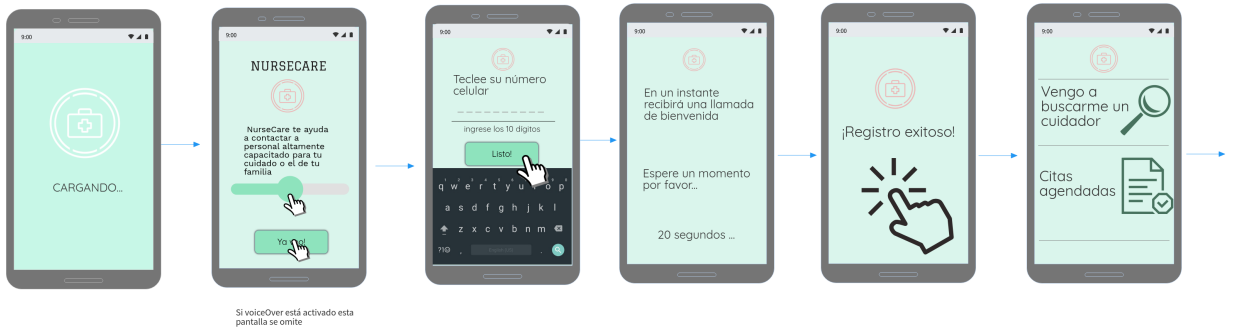 9:00
CARGANDO...
9:00
NURSECARE
NurseCare te ayuda
a contactar a
personal altamente
capacitado para tu
cuidado o el de tu
familia
Si voiceOver está activado esta
pantalla se omite
9:00
Teclee su número
celular
ingrese los 10 digitos
Listo!
q w e r t y u i o p
a s d f g h j k l
z x c v b n m
?1☺ , .
9:00
En un instante
recibirá una llamada
de bienvenida
Espere un momento
por favor...
20 segundos ...
9:00
¡Registro exitoso!
9:00
Vengo a
buscarme un
cuidador
Citas
agendadas